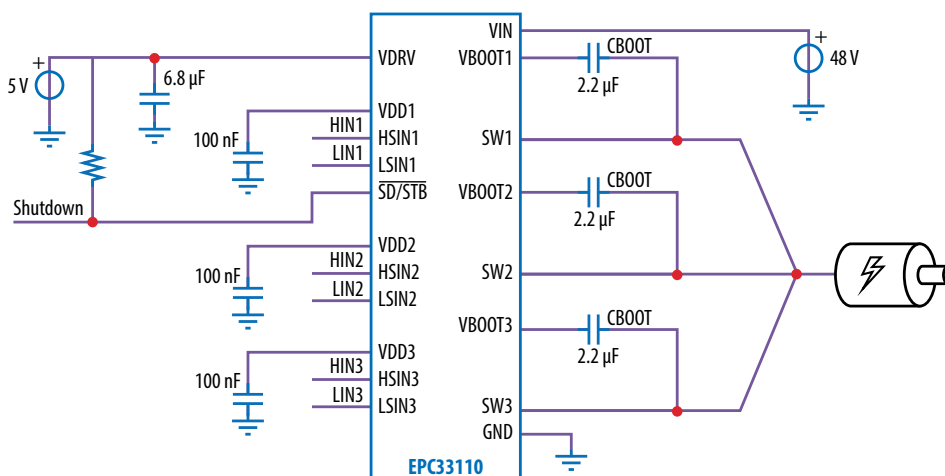 5 V
+
6.8 µF
VDRV
100 nF
VDD1
HIN1
HSIN1
LIN1
LSIN1
SD/STB
Shutdown
100 nF
VDD2
HIN2
HSIN2
LIN2
LSIN2
100 nF
VDD3
HIN3
HSIN3
LIN3
LSIN3
VIN
+
48 V
VBOOT1
CBOOT
2.2 µF
SW1
VBOOT2
CBOOT
2.2 µF
SW2
VBOOT3
CBOOT
2.2 µF
SW3
GND
EPC33110